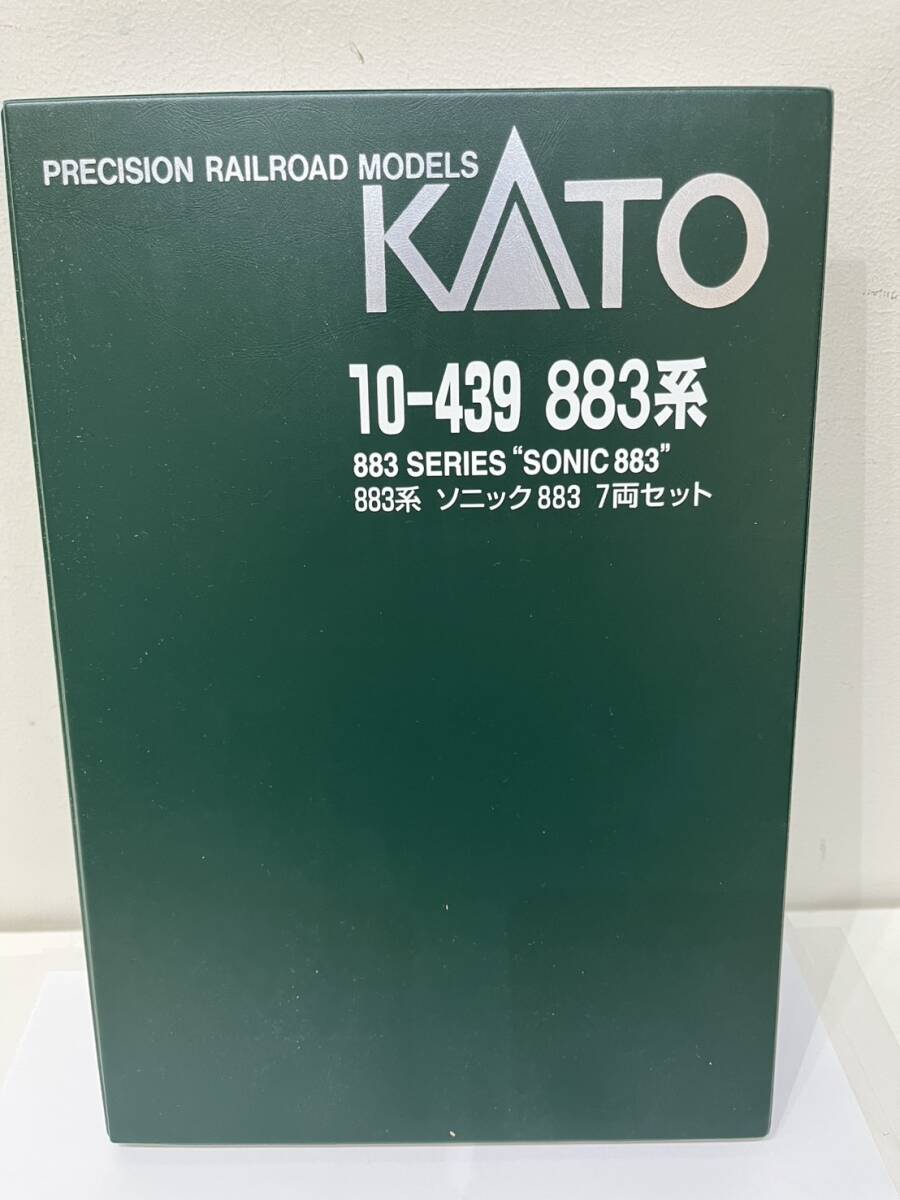 PRECISION RAILROAD MODELS
KATO
10-439 883系
883 SERIES “SONIC 883”
883系 ソニック883 7両セット